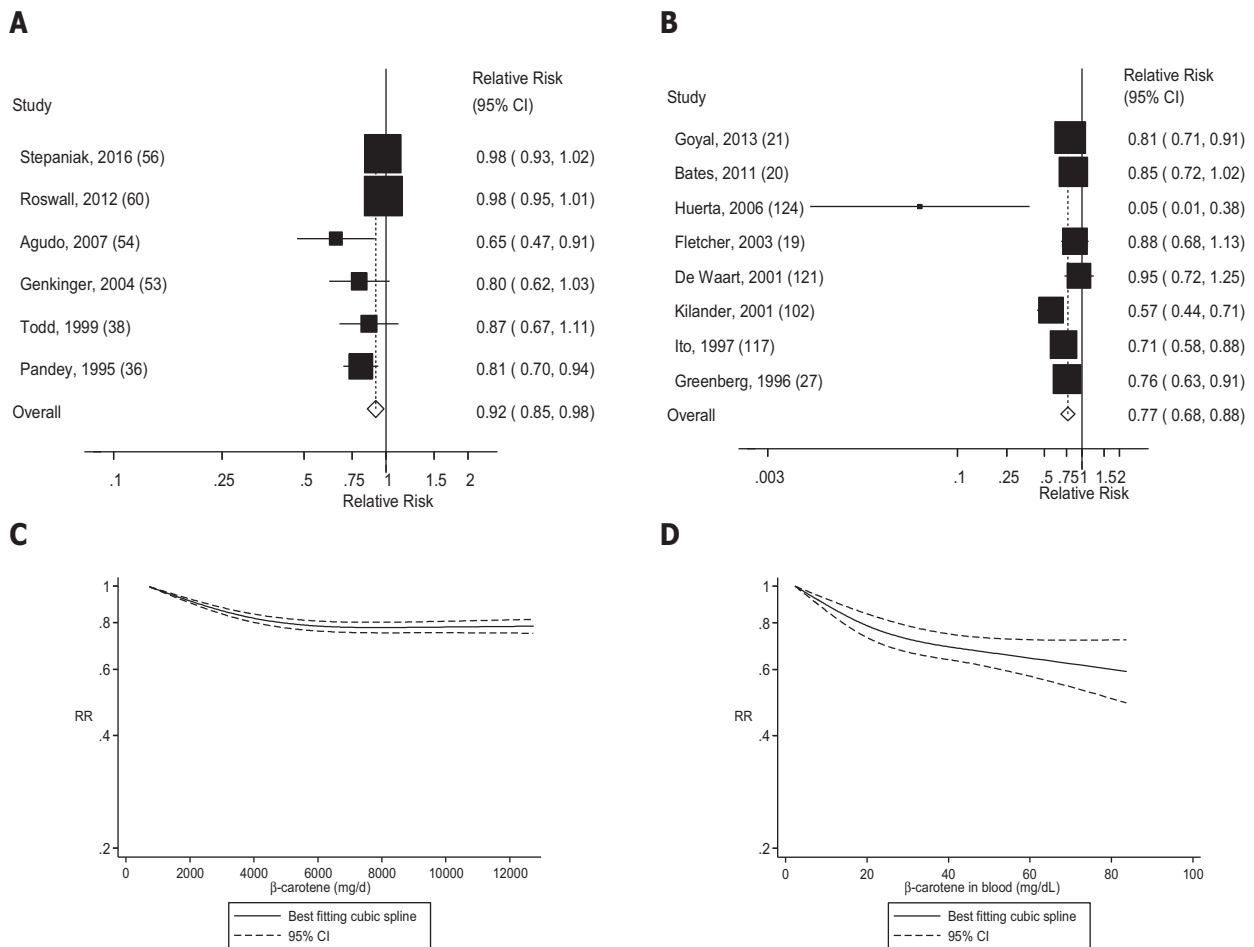 A
Relative Risk
Study (95% CI)
Stepaniak, 2016 (56) 0.98 ( 0.93, 1.02)
Roswall, 2012 (60) 0.98 ( 0.95, 1.01)
Agudo, 2007 (54) 0.65 ( 0.47, 0.91)
Genkinger, 2004 (53) 0.80 ( 0.62, 1.03)
Todd, 1999 (38) 0.87 ( 0.67, 1.11)
Pandey, 1995 (36) 0.81 ( 0.70, 0.94)
Overall 0.92 ( 0.85, 0.98)
.1 .25 .5 .75 1 1.5 2
Relative Risk
B
Relative Risk
Study (95% CI)
Goyal, 2013 (21) 0.81 ( 0.71, 0.91)
Bates, 2011 (20) 0.85 ( 0.72, 1.02)
Huerta, 2006 (124) 0.05 ( 0.01, 0.38)
Fletcher, 2003 (19) 0.88 ( 0.68, 1.13)
De Waart, 2001 (121) 0.95 ( 0.72, 1.25)
Kilander, 2001 (102) 0.57 ( 0.44, 0.71)
Ito, 1997 (117) 0.71 ( 0.58, 0.88)
Greenberg, 1996 (27) 0.76 ( 0.63, 0.91)
Overall 0.77 ( 0.68, 0.88)
.003 .1 .25 .5 .75 1 1.5 2
Relative Risk
C
1
.8
.6
RR
.4
.2
0 2000 4000 6000 8000 10000 12000
β-carotene (mg/d)
Best fitting cubic spline
95% CI
D
1
.8
.6
RR
.4
.2
0 20 40 60 80 100
β-carotene in blood (mg/dL)
Best fitting cubic spline
95% CI